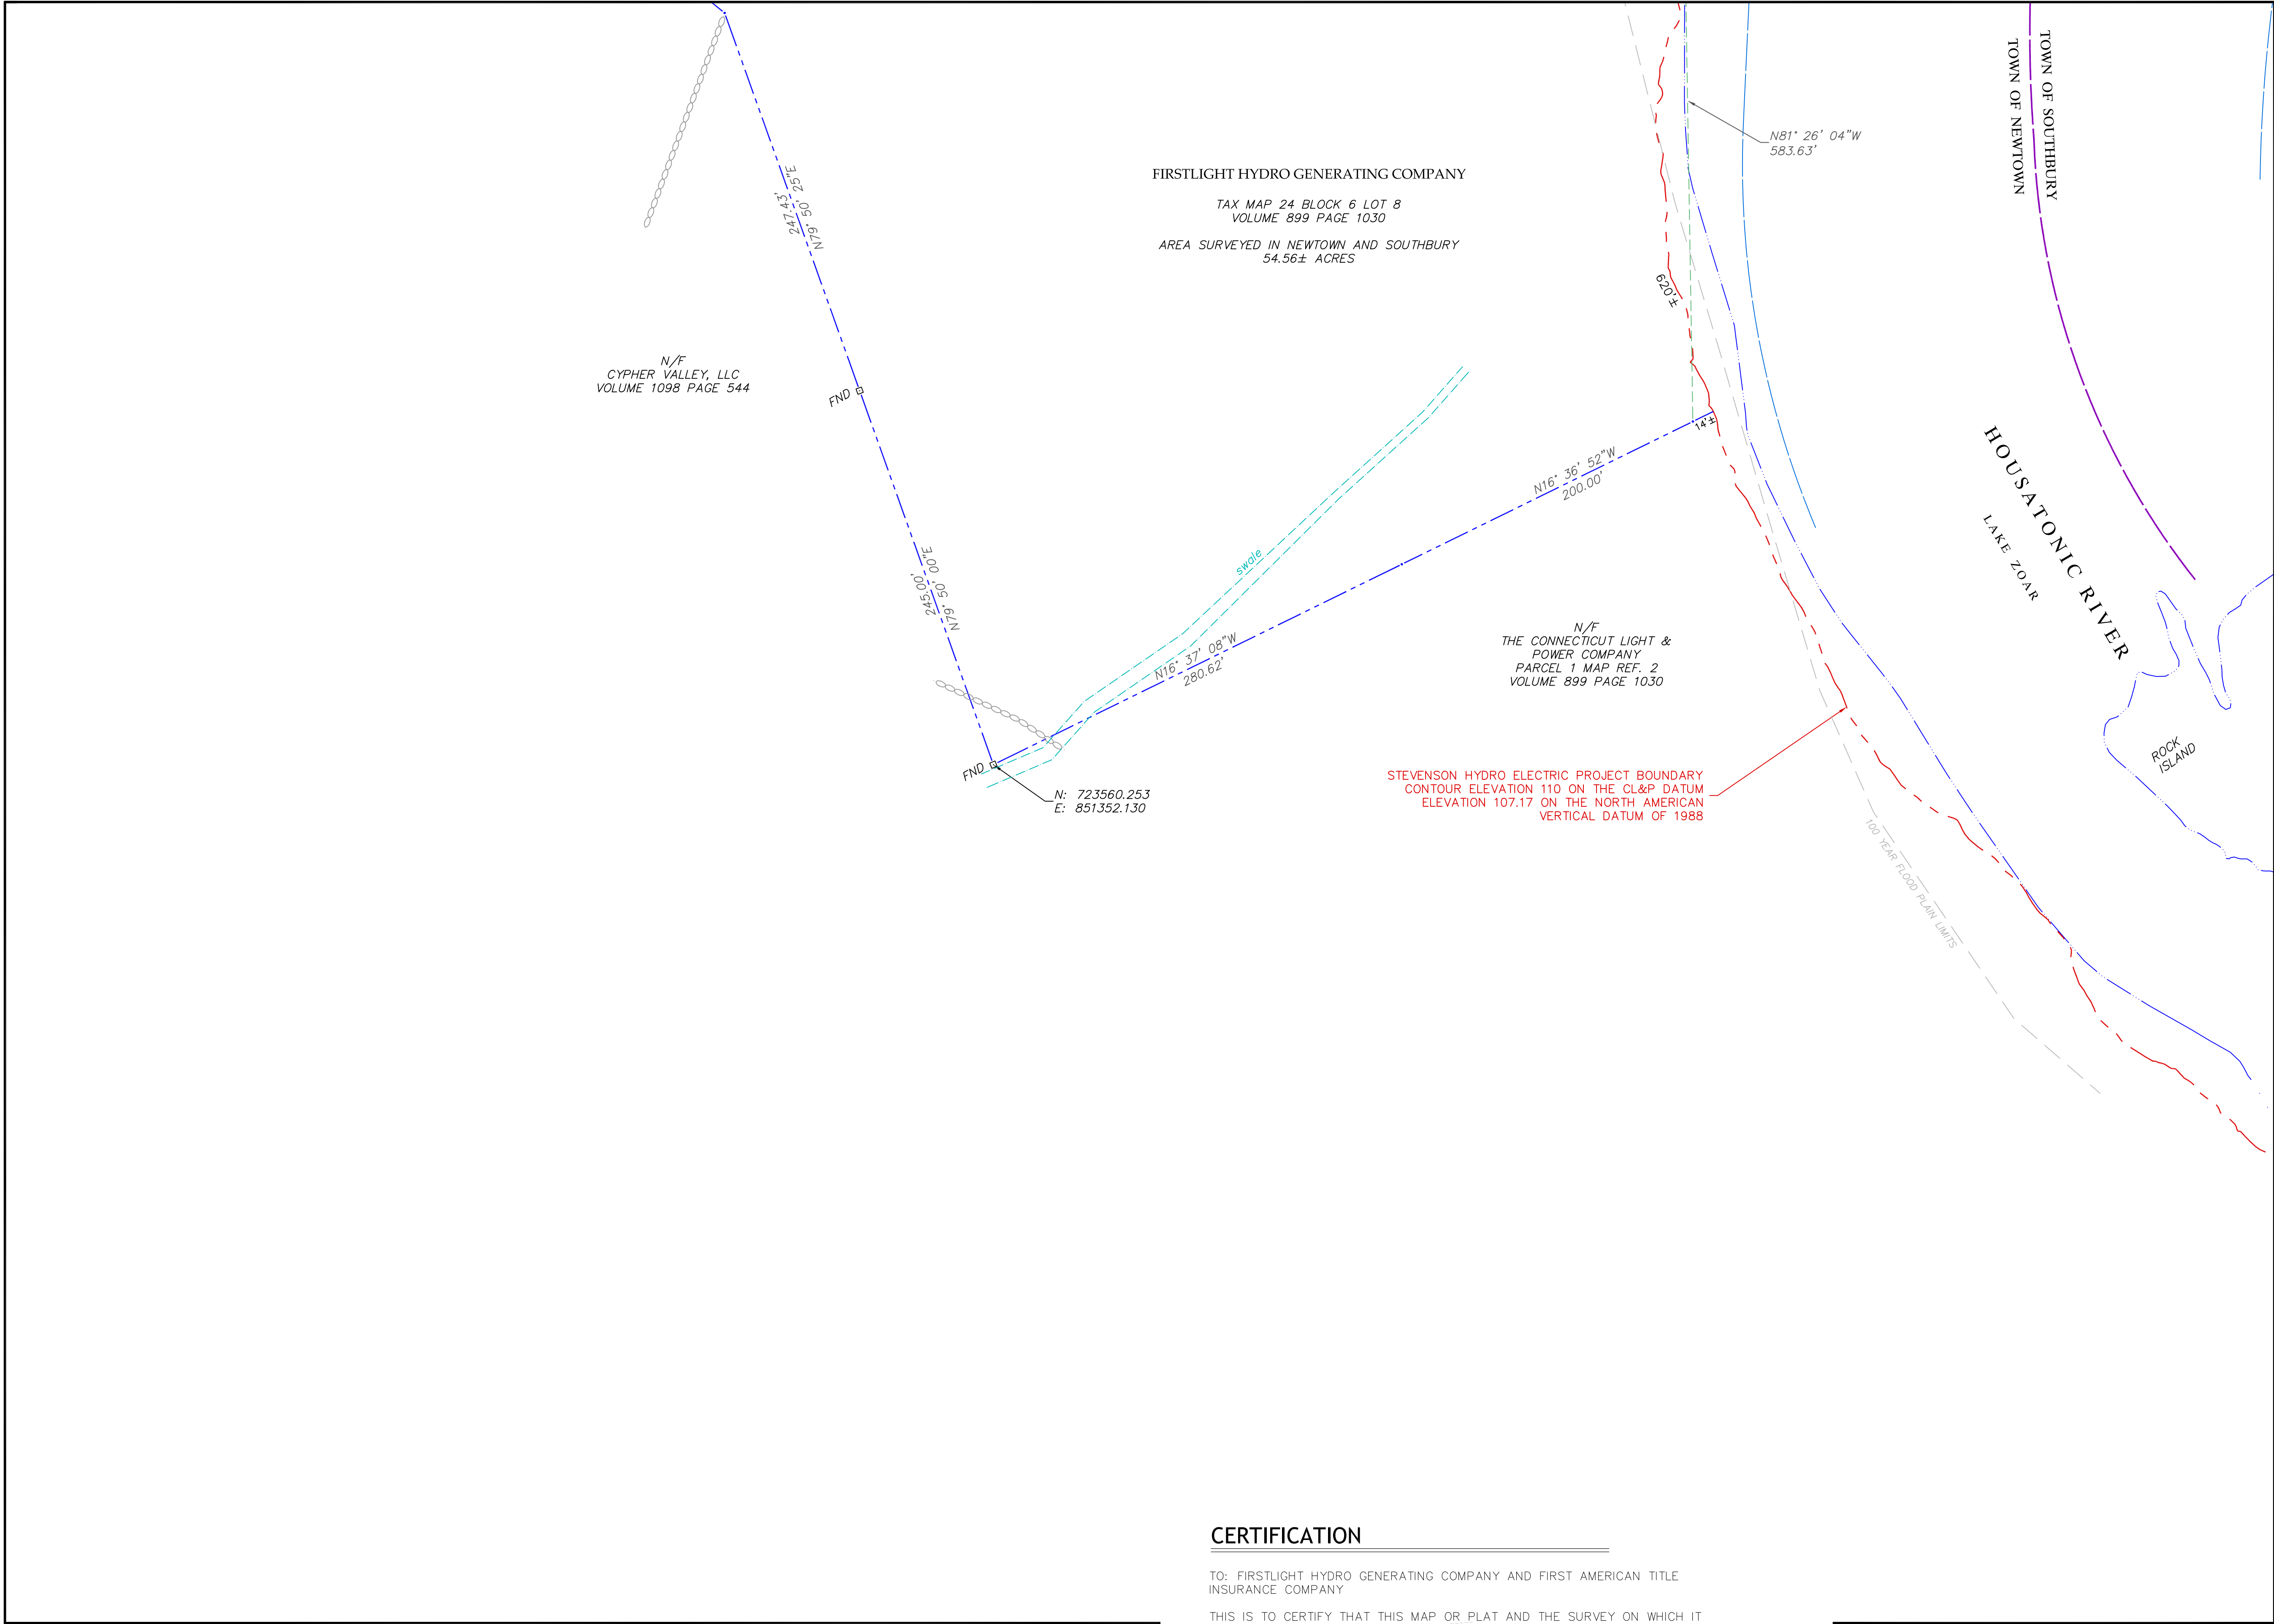 TOWN OF SOUTHBURY
TOWN OF NEWTOWN
N81° 26' 04"W
583.63'
FIRSTLIGHT HYDRO GENERATING COMPANY
TAX MAP 24 BLOCK 6 LOT 8
VOLUME 899 PAGE 1030
AREA SURVEYED IN NEWTOWN AND SOUTHBURY
54.56± ACRES
N79° 50' 25"E
247.43'
620'±
N/F
CYPHER VALLEY, LLC
VOLUME 1098 PAGE 544
FND
14'±
N16° 36' 52"W
200.00'
HOUSATONIC RIVER
LAKE ZOAR
swale
N79° 50' 00"E
245.00'
N16° 37' 08"W
280.62'
N/F
THE CONNECTICUT LIGHT &
POWER COMPANY
PARCEL 1 MAP REF. 2
VOLUME 899 PAGE 1030
ROCK
ISLAND
FND
N: 723560.253
E: 851352.130
STEVENSON HYDRO ELECTRIC PROJECT BOUNDARY
CONTOUR ELEVATION 110 ON THE CL&P DATUM
ELEVATION 107.17 ON THE NORTH AMERICAN
VERTICAL DATUM OF 1988
100 YEAR FLOOD PLAIN LIMITS
CERTIFICATION
TO: FIRSTLIGHT HYDRO GENERATING COMPANY AND FIRST AMERICAN TITLE
INSURANCE COMPANY
THIS IS TO CERTIFY THAT THIS MAP OR PLAT AND THE SURVEY ON WHICH IT